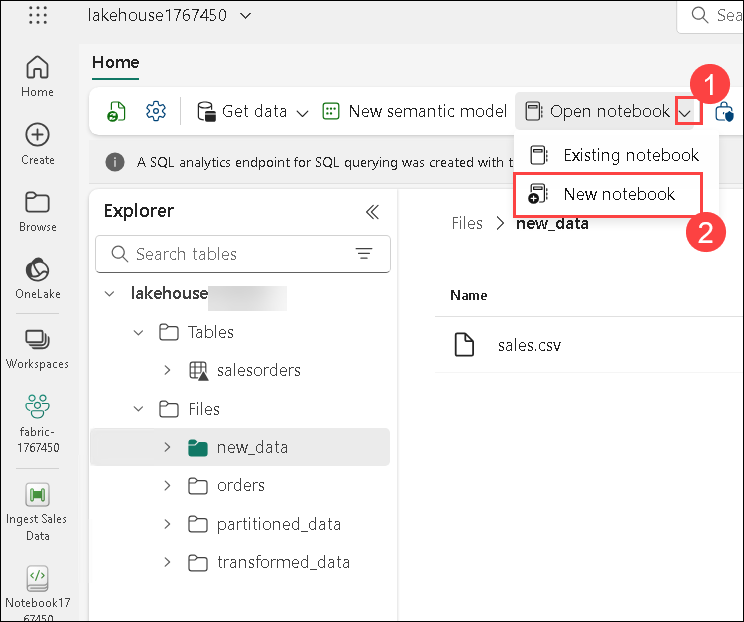 lakehouse1767450
Sea
Home
Create
Browse
OneLake
Workspaces
fabric-
1767450
Ingest Sales
Data
Notebook17
67450
Home
Get data
New semantic model
Open notebook
1
A SQL analytics endpoint for SQL querying was created with t
Existing notebook
New notebook
2
Explorer
Search tables
lakehouse
Tables
salesorders
Files
new_data
orders
partitioned_data
transformed_data
Files > new_data
Name
sales.csv